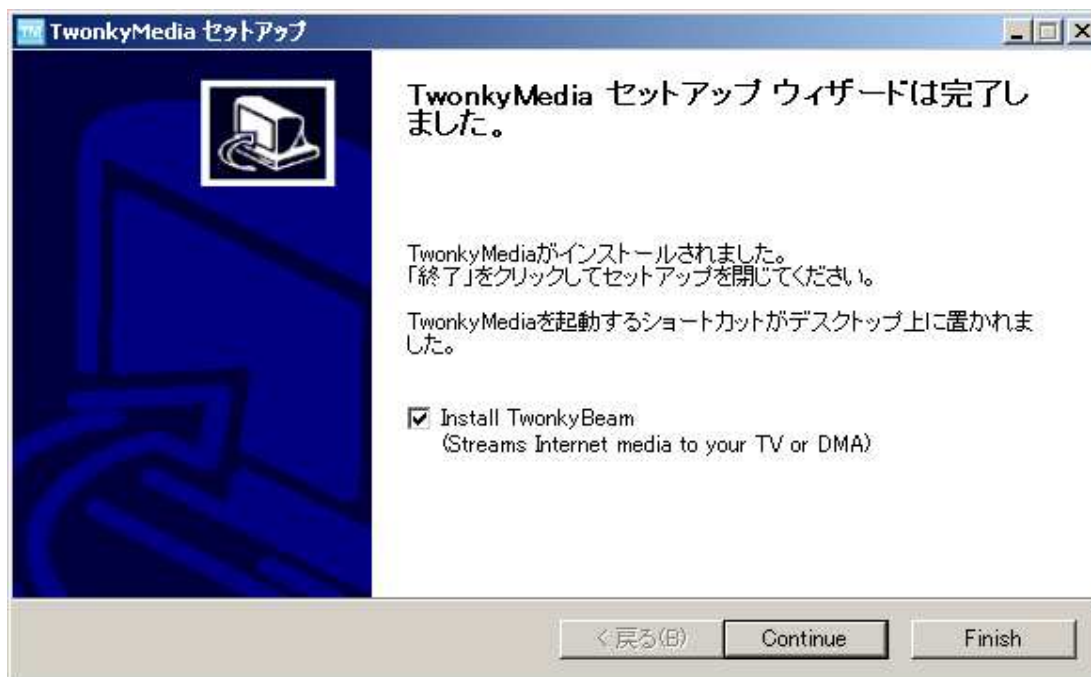 TM TwonkyMedia セットアップ
TwonkyMedia セットアップ ウィザードは完了し
ました。
TwonkyMediaがインストールされました。
「終了」をクリックしてセットアップを閉じてください。
TwonkyMediaを起動するショートカットがデスクトップ上に置かれま
した。
Install TwonkyBeam
(Streams Internet media to your TV or DMA)
< 戻る(B)
Continue
Finish